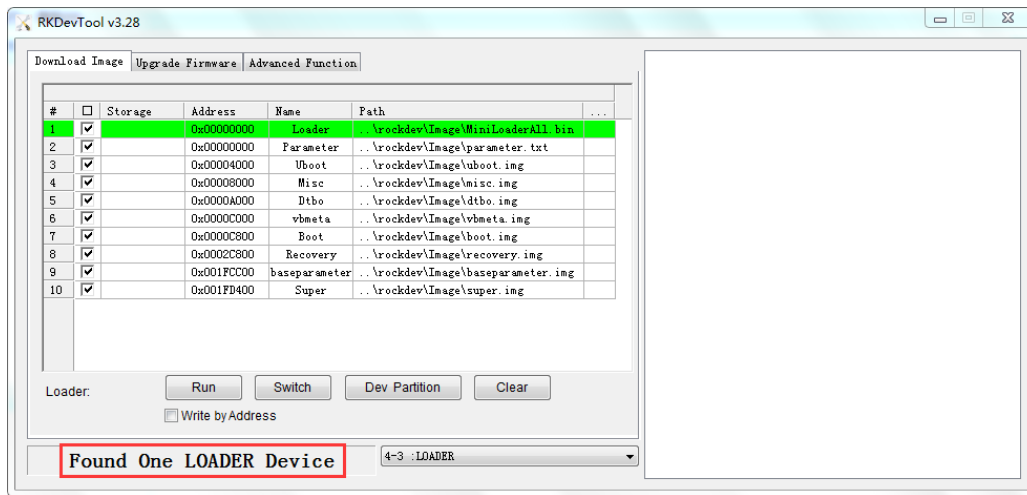 RKDevTool v3.28
Download Image Upgrade Firmware Advanced Function
# Storage Address Name Path ...
1 0x00000000 Loader ..\rockdev\Image\MiniLoaderAll.bin
2 0x00000000 Parameter ..\rockdev\Image\parameter.txt
3 0x00004000 Uboot ..\rockdev\Image\uboot.img
4 0x00008000 Misc ..\rockdev\Image\misc.img
5 0x0000A000 Dtbo ..\rockdev\Image\dtbo.img
6 0x0000C000 vbmeta ..\rockdev\Image\vbmeta.img
7 0x0000C800 Boot ..\rockdev\Image\boot.img
8 0x0002C800 Recovery ..\rockdev\Image\recovery.img
9 0x001FCC00 baseparameter ..\rockdev\Image\baseparameter.img
10 0x001FD400 Super ..\rockdev\Image\super.img
Loader: Run Switch Dev Partition Clear
Write by Address
Found One LOADER Device 4-3 :LOADER